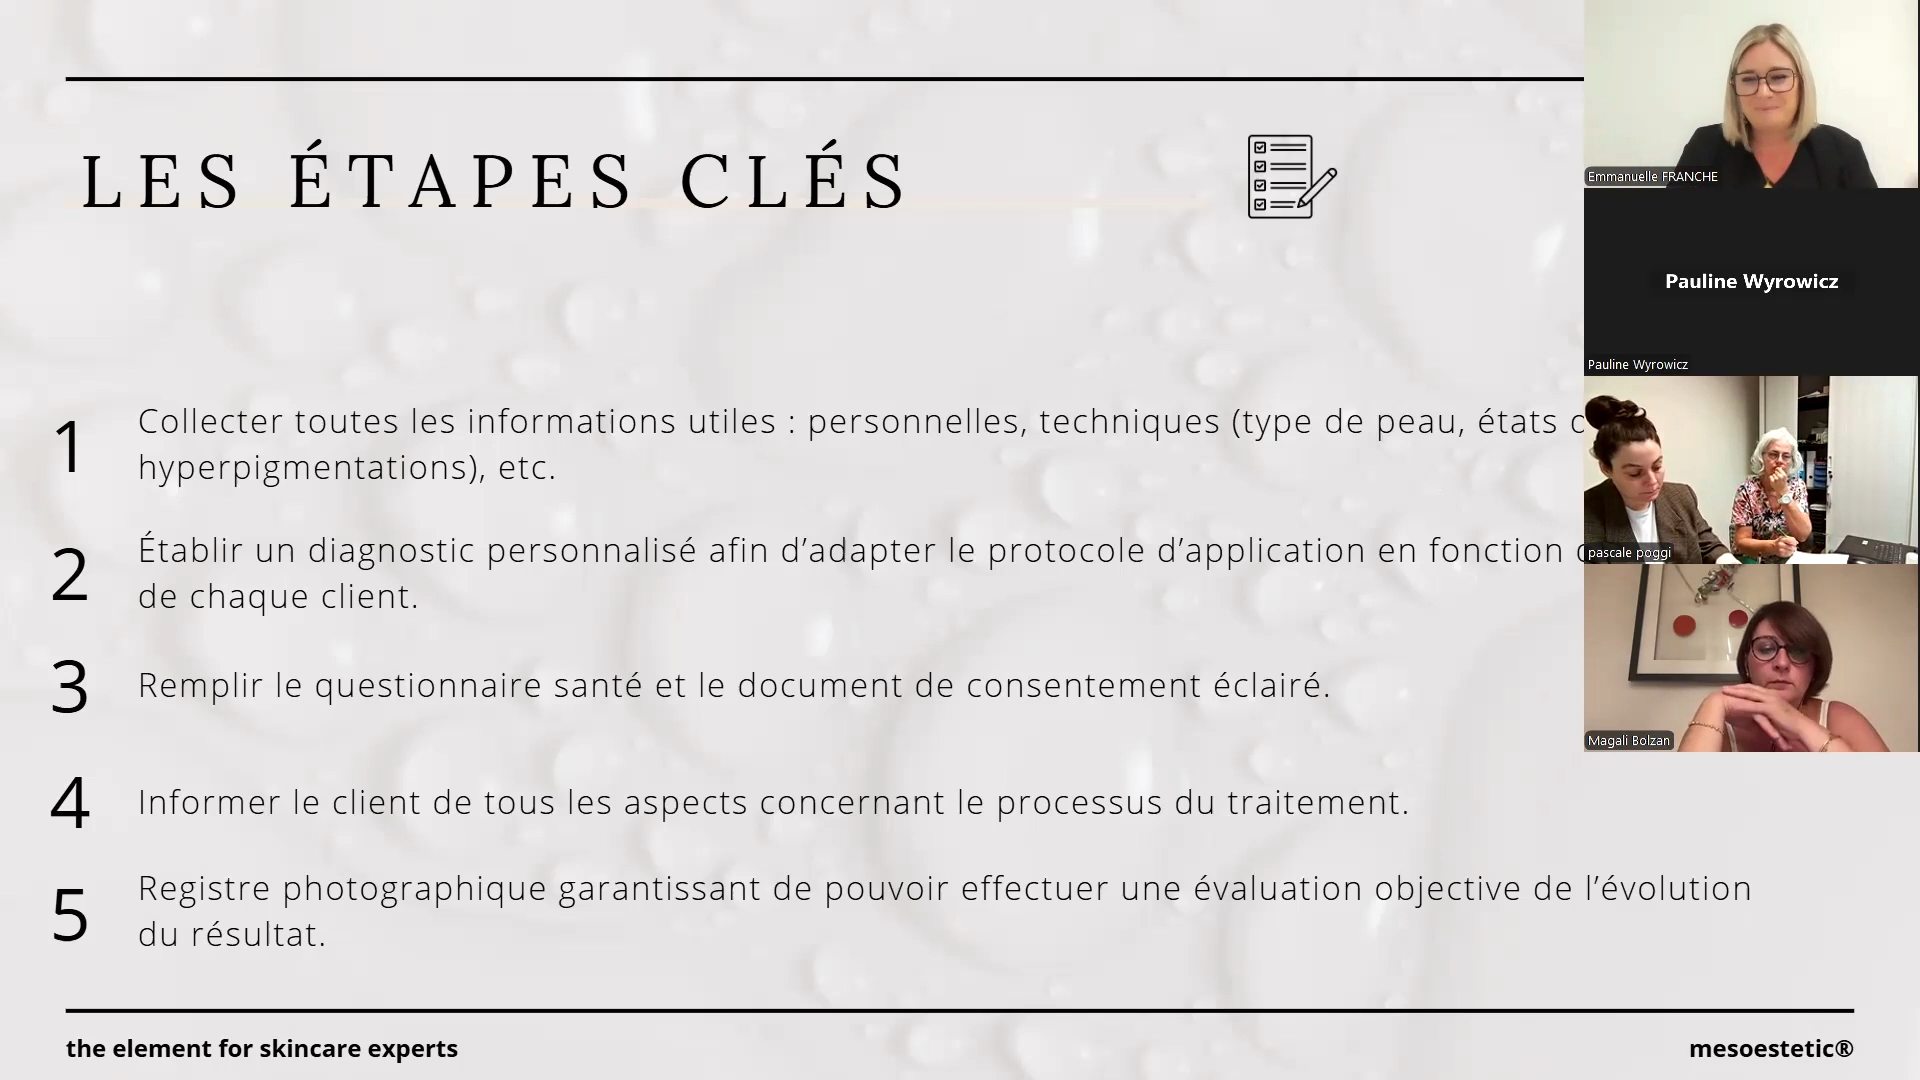 LES ÉTAPES CLÉS
1
Collecter toutes les informations utiles : personnelles, techniques (type de peau, états
hyperpigmentations), etc.
2
Établir un diagnostic personnalisé afin d’adapter le protocole d’application en fonction
de chaque client.
3
Remplir le questionnaire santé et le document de consentement éclairé.
4
Informer le client de tous les aspects concernant le processus du traitement.
5
Registre photographique garantissant de pouvoir effectuer une évaluation objective de l’évolution
du résultat.
the element for skincare experts
mesoestetic®
Emmanuelle FRANCHE
Pauline Wyrowicz
Pauline Wyrowicz
pascale poggi
Magali Bolzan